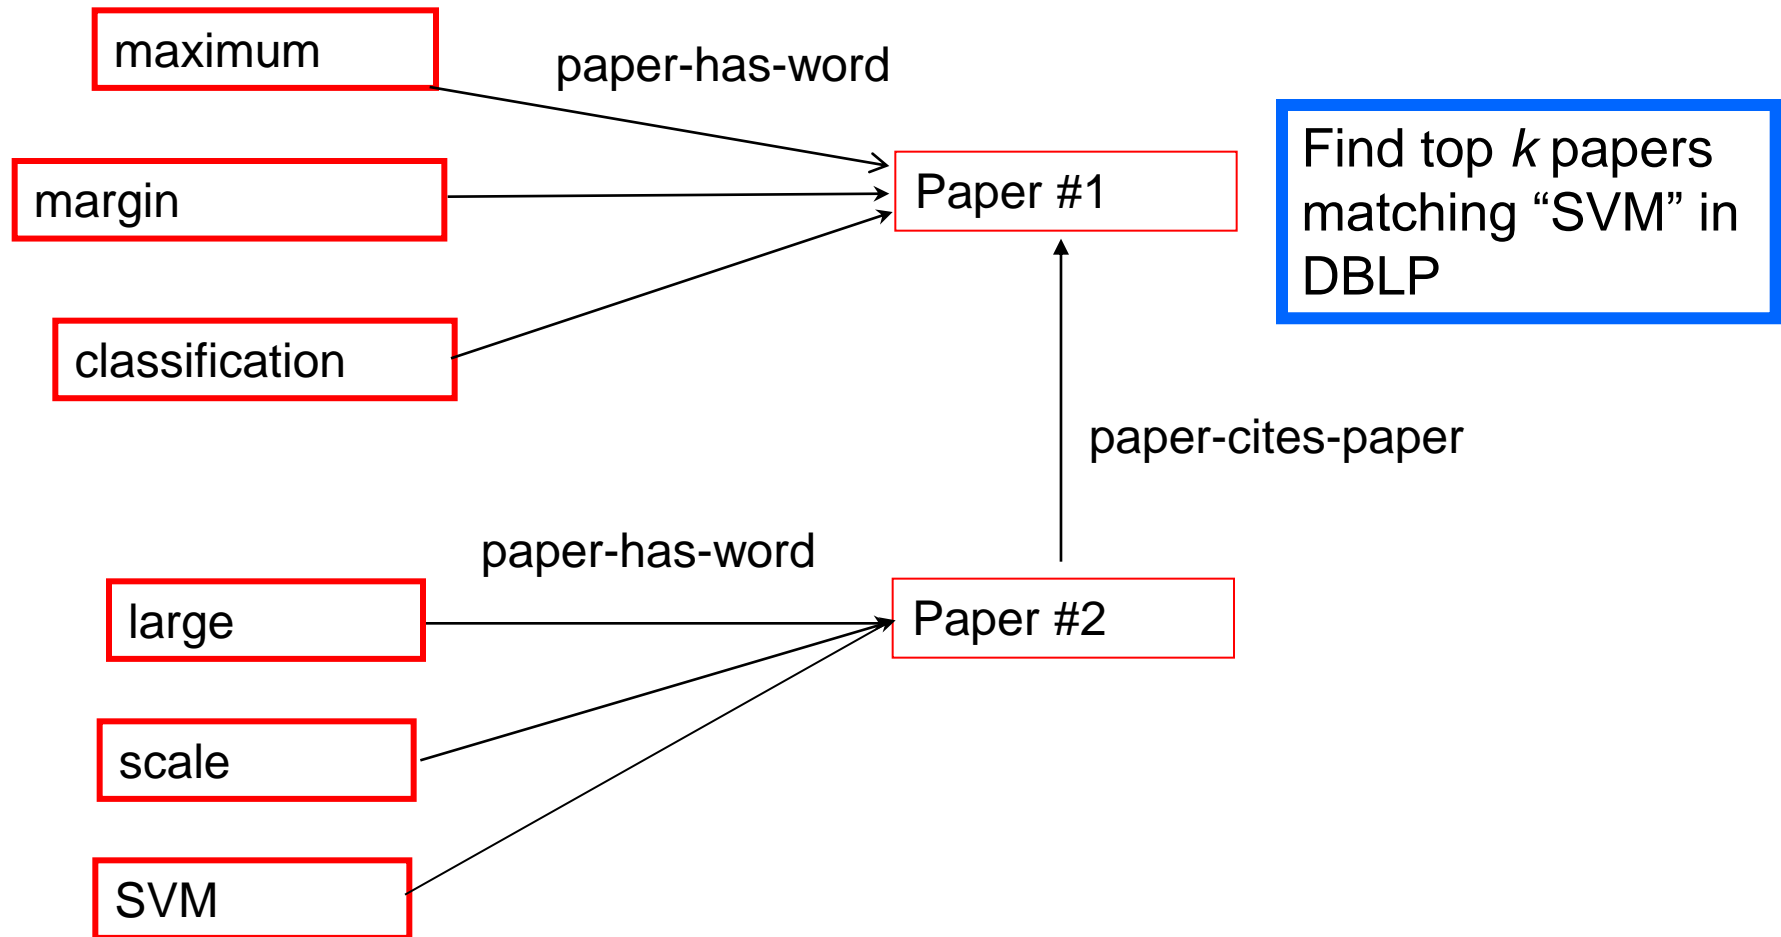 maximum
paper-has-word
margin
Paper #1
Find top k papers
matching “SVM” in
DBLP
classification
paper-cites-paper
paper-has-word
large
Paper #2
scale
SVM